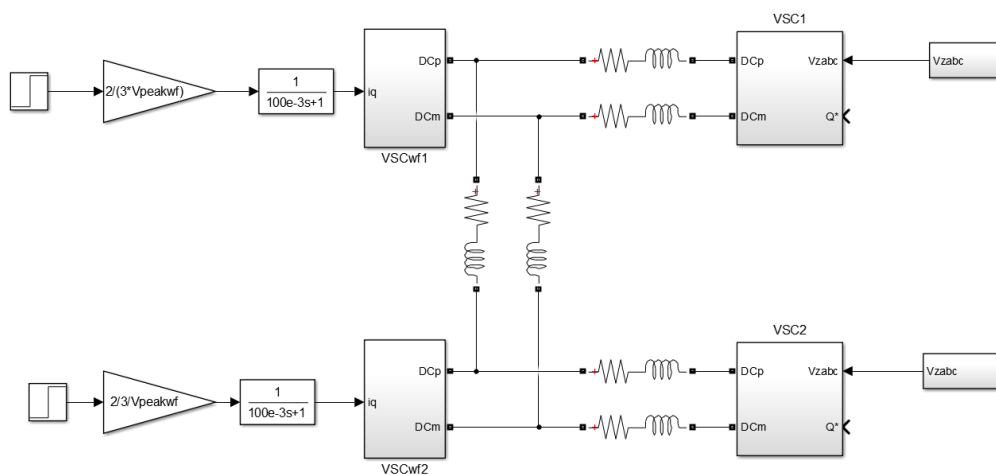 VSC1
2/(3*Vpeakwf)
1
100e-3s+1
iq
DCp
DCm
VSCwf1
DCp
DCm
Vzabc
Q*
Vzabc
VSC2
2/3/Vpeakwf
1
100e-3s+1
iq
DCp
DCm
VSCwf2
DCp
DCm
Vzabc
Q*
Vzabc